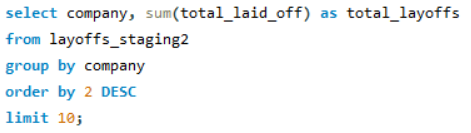 select company, sum(total_laid_off) as total_layoffs
from layoffs_staging2
group by company
order by 2 DESC
limit 10;